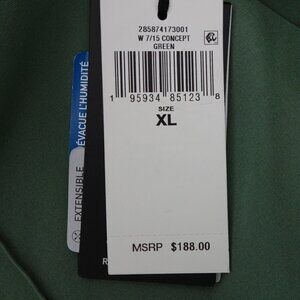 285874173001
W 7/15 CONCEPT
GREEN
1 95934 85123 8
SIZE
XL
MSRP $188.00
ÉVACUE L'HUMIDITÉ
EXTENSIBLE
R